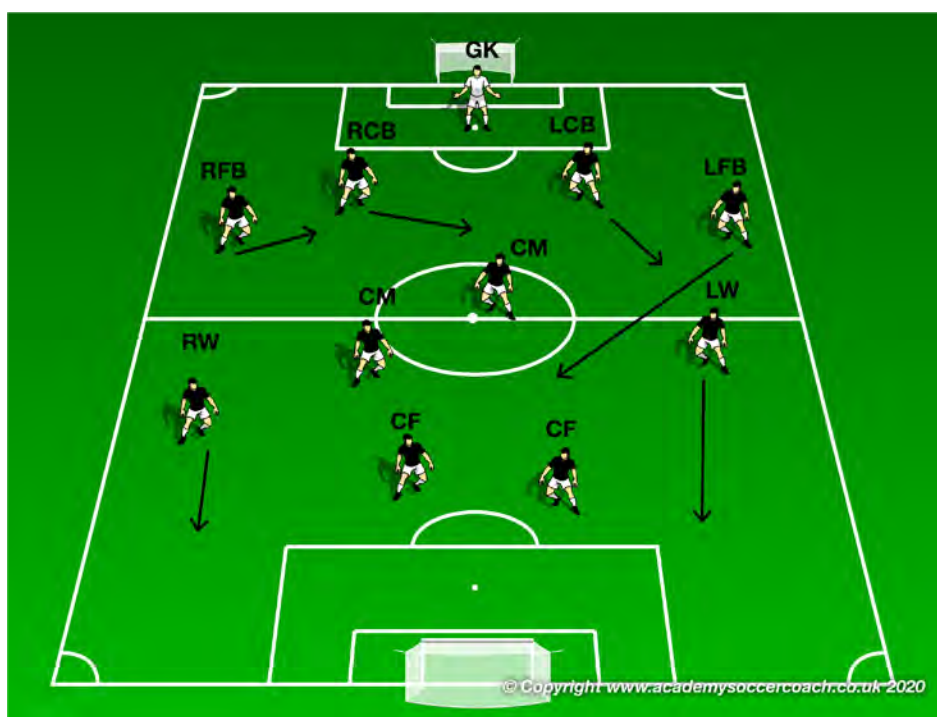 GK
RCB
LCB
RFB
LFB
CM
CM
LW
RW
CF
CF
© Copyright www.academysoccercoach.co.uk 2020